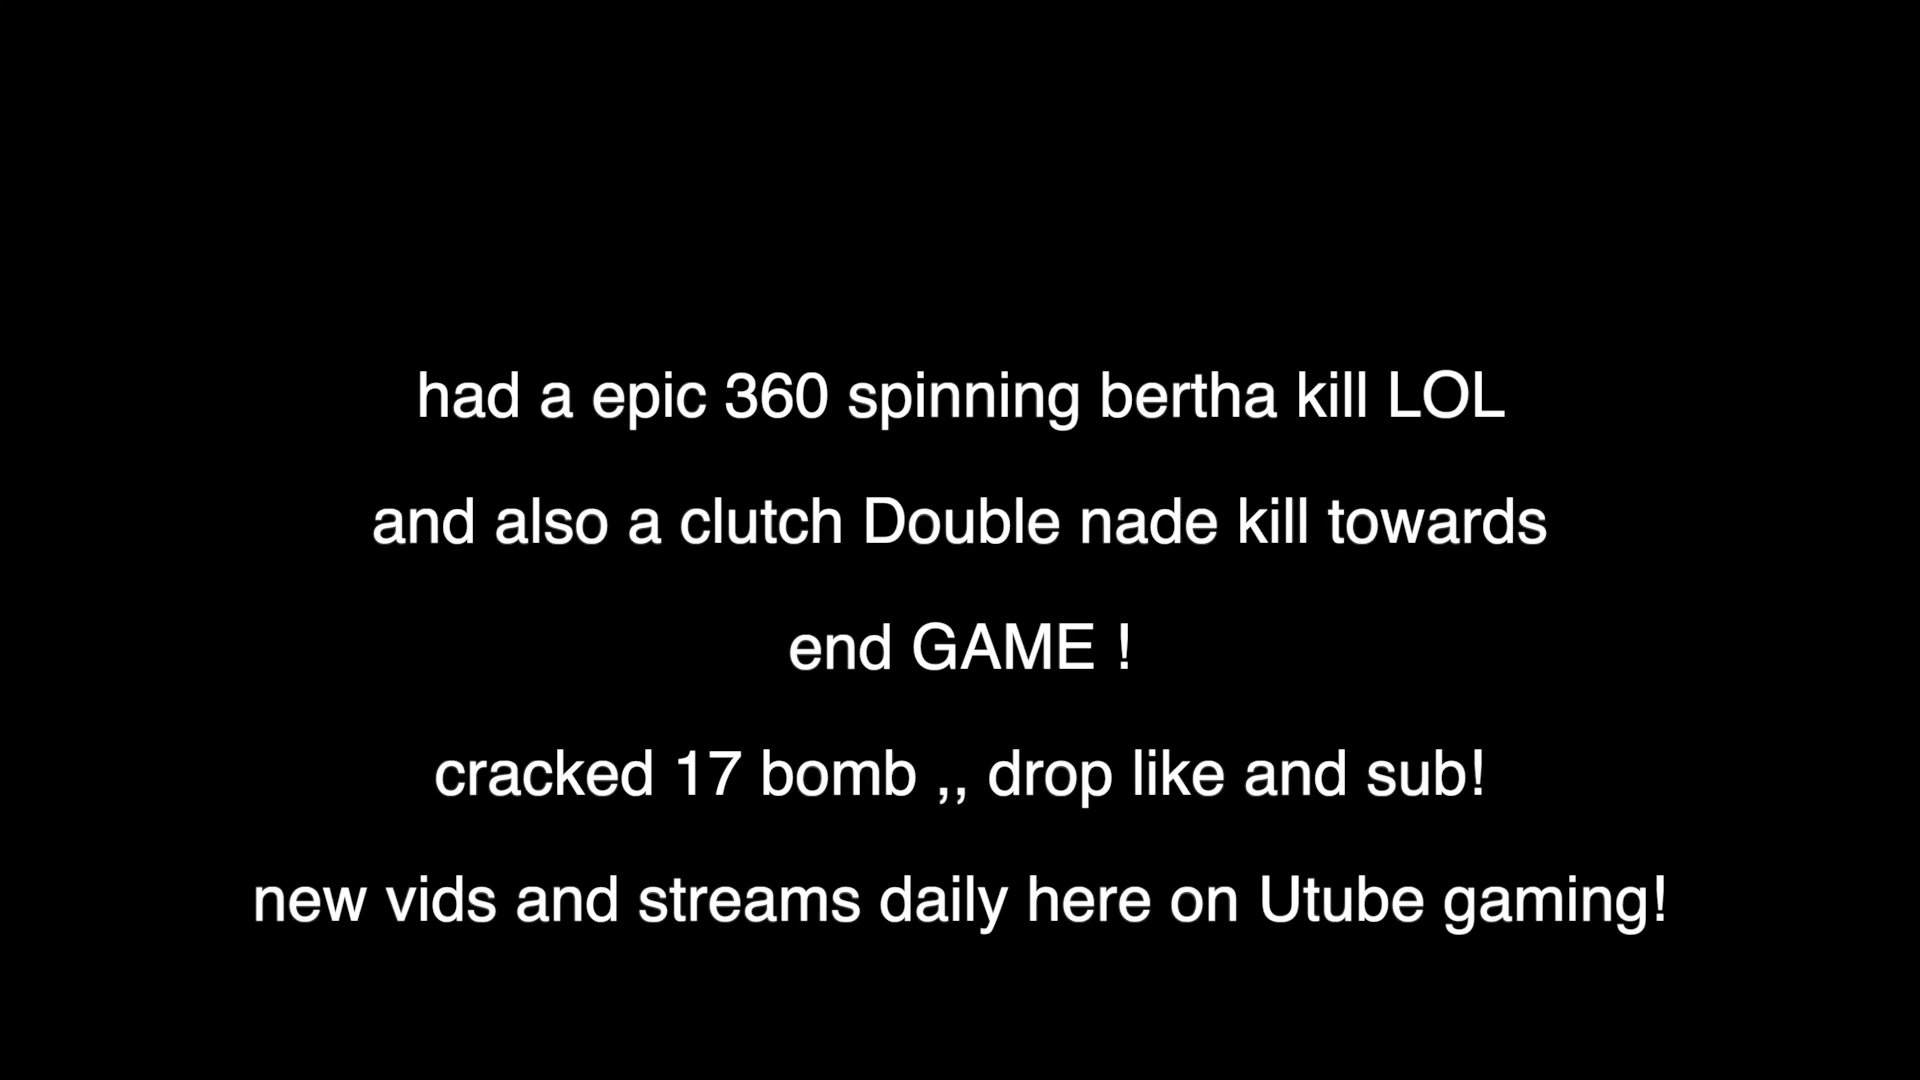 had a epic 360 spinning bertha kill LOL
and also a clutch Double nade kill towards
end GAME !
cracked 17 bomb ,, drop like and sub!
new vids and streams daily here on Utube gaming!